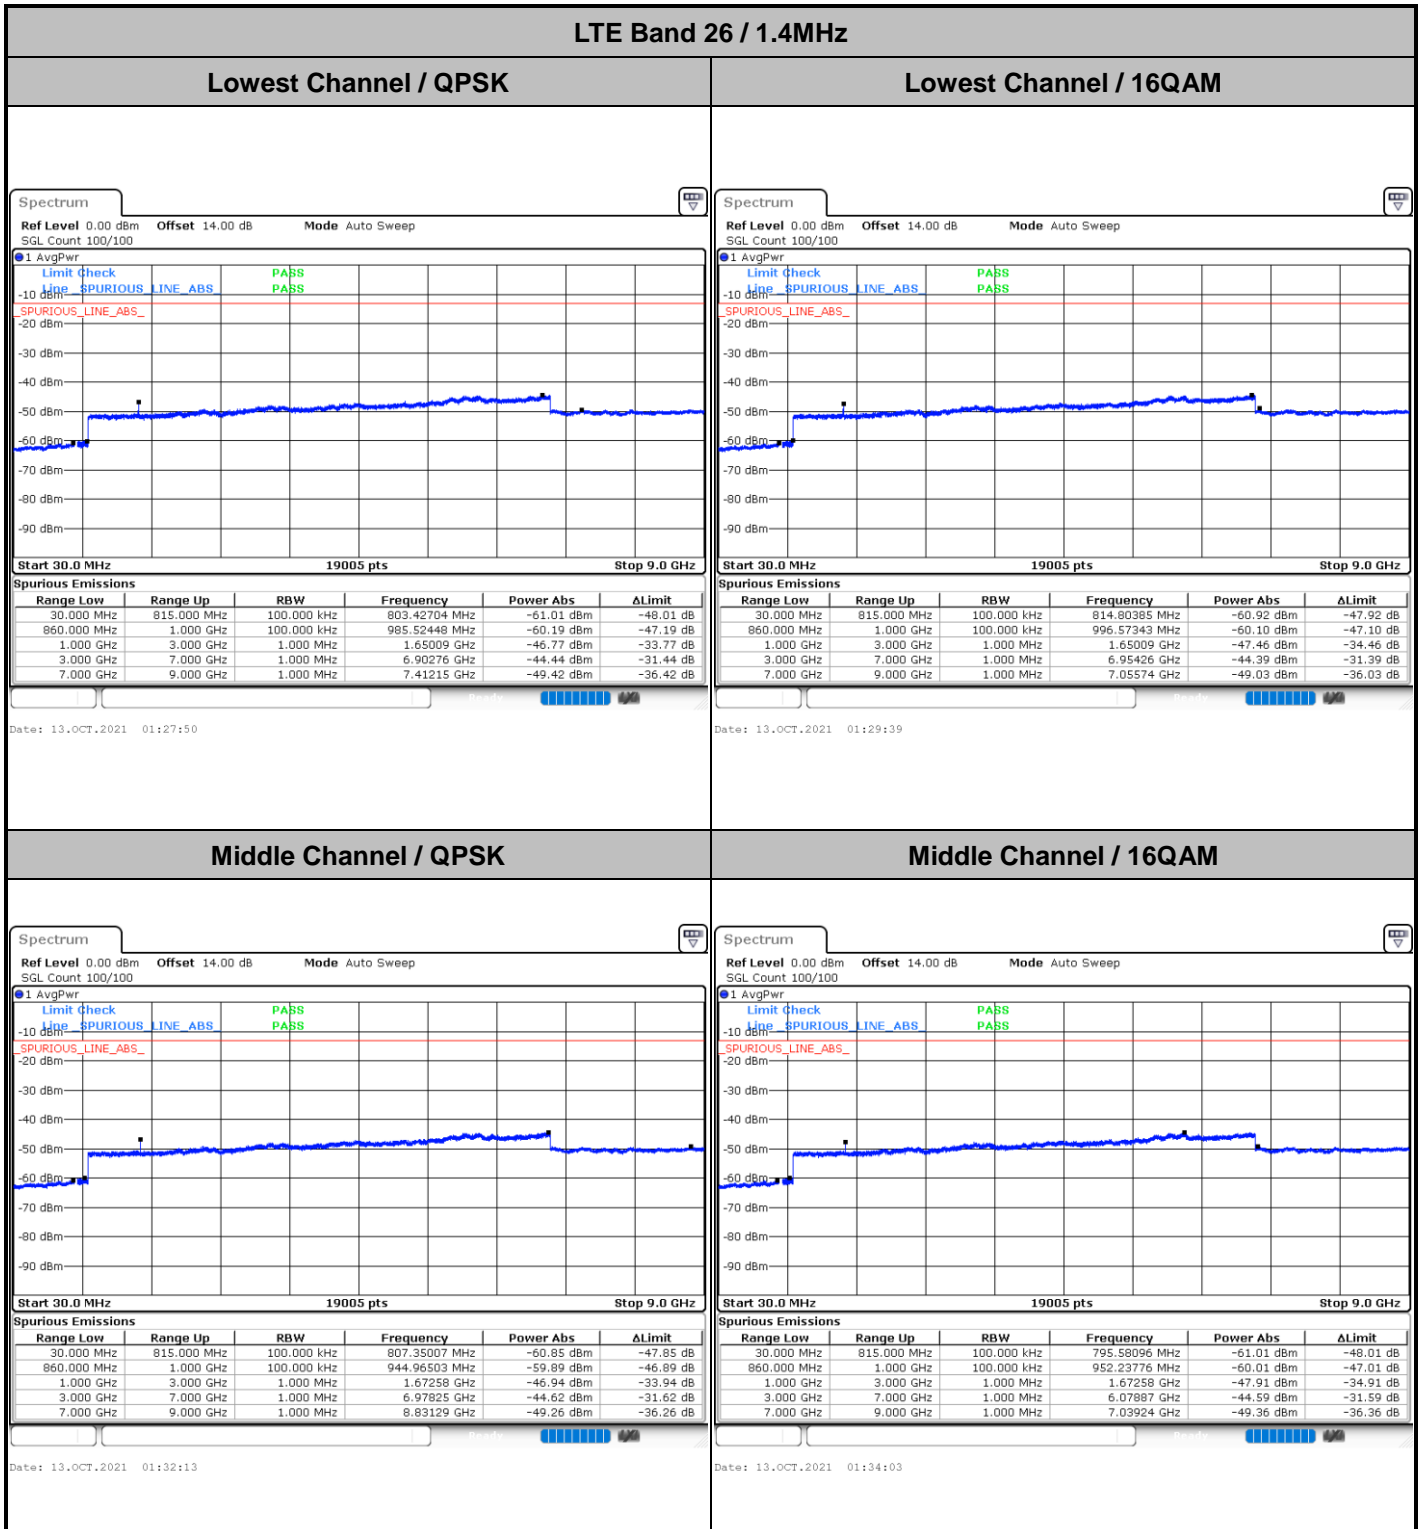 LTE Band 26 / 1.4MHz
Lowest Channel / QPSK
Lowest Channel / 16QAM
Spectrum
Ref Level 0.00 dBm Offset 14.00 dB Mode Auto Sweep
SGL Count 100/100
1 AvgPwr
Limit Check PASS
Line _SPURIOUS_LINE_ABS_ PASS
_SPURIOUS_LINE_ABS_
-10 dBm
-20 dBm
-30 dBm
-40 dBm
-50 dBm
-60 dBm
-70 dBm
-80 dBm
-90 dBm
Start 30.0 MHz 19005 pts Stop 9.0 GHz
Spurious Emissions
Range Low Range Up RBW Frequency Power Abs ΔLimit
30.000 MHz 815.000 MHz 100.000 kHz 803.42704 MHz -61.01 dBm -48.01 dB
860.000 MHz 1.000 GHz 100.000 kHz 985.52448 MHz -60.19 dBm -47.19 dB
1.000 GHz 3.000 GHz 1.000 MHz 1.65009 GHz -46.77 dBm -33.77 dB
3.000 GHz 7.000 GHz 1.000 MHz 6.90276 GHz -44.44 dBm -31.44 dB
7.000 GHz 9.000 GHz 1.000 MHz 7.41215 GHz -49.42 dBm -36.42 dB
Ready
Date: 13.OCT.2021 01:27:50
Spectrum
Ref Level 0.00 dBm Offset 14.00 dB Mode Auto Sweep
SGL Count 100/100
1 AvgPwr
Limit Check PASS
Line _SPURIOUS_LINE_ABS_ PASS
_SPURIOUS_LINE_ABS_
-10 dBm
-20 dBm
-30 dBm
-40 dBm
-50 dBm
-60 dBm
-70 dBm
-80 dBm
-90 dBm
Start 30.0 MHz 19005 pts Stop 9.0 GHz
Spurious Emissions
Range Low Range Up RBW Frequency Power Abs ΔLimit
30.000 MHz 815.000 MHz 100.000 kHz 814.80385 MHz -60.92 dBm -47.92 dB
860.000 MHz 1.000 GHz 100.000 kHz 996.57343 MHz -60.10 dBm -47.10 dB
1.000 GHz 3.000 GHz 1.000 MHz 1.65009 GHz -47.46 dBm -34.46 dB
3.000 GHz 7.000 GHz 1.000 MHz 6.95426 GHz -44.39 dBm -31.39 dB
7.000 GHz 9.000 GHz 1.000 MHz 7.05574 GHz -49.03 dBm -36.03 dB
Ready
Date: 13.OCT.2021 01:29:39
Middle Channel / QPSK
Middle Channel / 16QAM
Spectrum
Ref Level 0.00 dBm Offset 14.00 dB Mode Auto Sweep
SGL Count 100/100
1 AvgPwr
Limit Check PASS
Line _SPURIOUS_LINE_ABS_ PASS
_SPURIOUS_LINE_ABS_
-10 dBm
-20 dBm
-30 dBm
-40 dBm
-50 dBm
-60 dBm
-70 dBm
-80 dBm
-90 dBm
Start 30.0 MHz 19005 pts Stop 9.0 GHz
Spurious Emissions
Range Low Range Up RBW Frequency Power Abs ΔLimit
30.000 MHz 815.000 MHz 100.000 kHz 807.35007 MHz -60.85 dBm -47.85 dB
860.000 MHz 1.000 GHz 100.000 kHz 944.96503 MHz -59.89 dBm -46.89 dB
1.000 GHz 3.000 GHz 1.000 MHz 1.67258 GHz -46.94 dBm -33.94 dB
3.000 GHz 7.000 GHz 1.000 MHz 6.97825 GHz -44.62 dBm -31.62 dB
7.000 GHz 9.000 GHz 1.000 MHz 8.83129 GHz -49.26 dBm -36.26 dB
Ready
Date: 13.OCT.2021 01:32:13
Spectrum
Ref Level 0.00 dBm Offset 14.00 dB Mode Auto Sweep
SGL Count 100/100
1 AvgPwr
Limit Check PASS
Line _SPURIOUS_LINE_ABS_ PASS
_SPURIOUS_LINE_ABS_
-10 dBm
-20 dBm
-30 dBm
-40 dBm
-50 dBm
-60 dBm
-70 dBm
-80 dBm
-90 dBm
Start 30.0 MHz 19005 pts Stop 9.0 GHz
Spurious Emissions
Range Low Range Up RBW Frequency Power Abs ΔLimit
30.000 MHz 815.000 MHz 100.000 kHz 795.58096 MHz -61.01 dBm -48.01 dB
860.000 MHz 1.000 GHz 100.000 kHz 952.23776 MHz -60.01 dBm -47.01 dB
1.000 GHz 3.000 GHz 1.000 MHz 1.67258 GHz -47.91 dBm -34.91 dB
3.000 GHz 7.000 GHz 1.000 MHz 6.07887 GHz -44.59 dBm -31.59 dB
7.000 GHz 9.000 GHz 1.000 MHz 7.03924 GHz -49.36 dBm -36.36 dB
Ready
Date: 13.OCT.2021 01:34:03